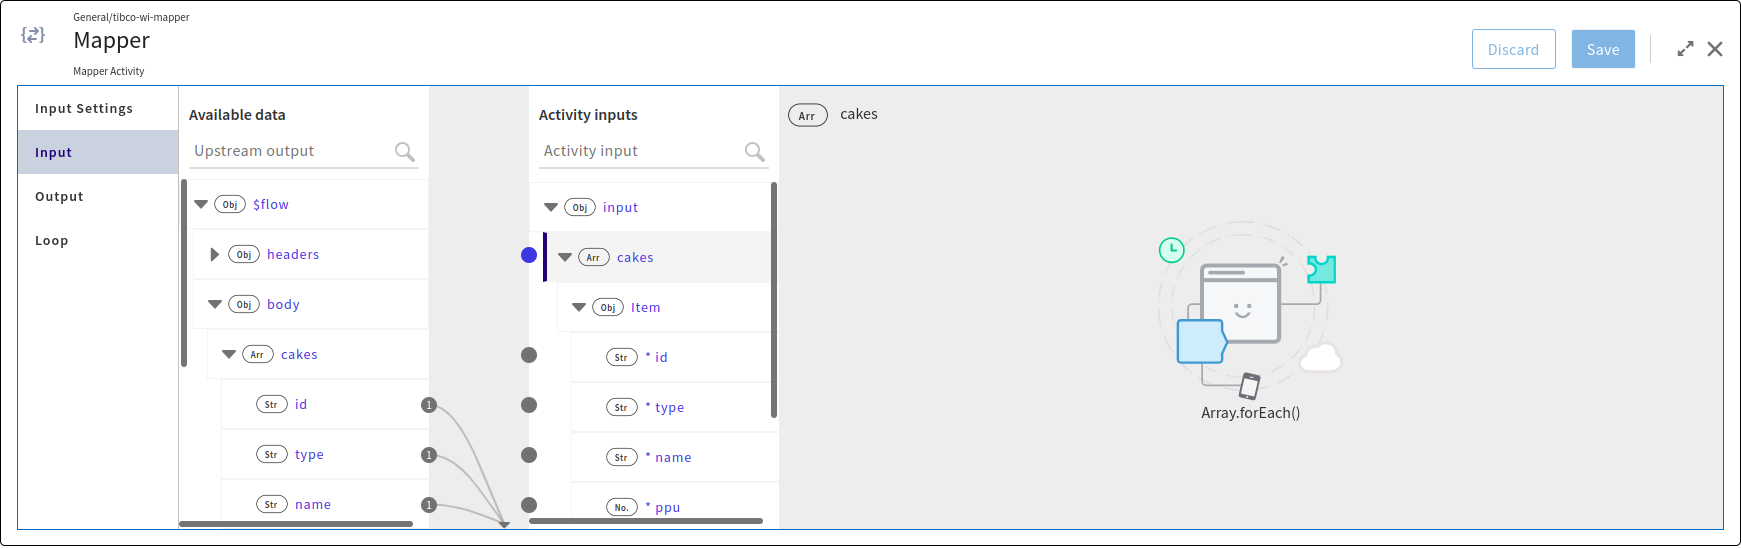 General/tibco-wi-mapper
Mapper
Mapper Activity
Discard
Save
Input Settings
Input
Output
Loop
Available data
Upstream output
Obj $flow
Obj headers
Obj body
Arr cakes
Str id 1
Str type 1
Str name 1
Activity inputs
Activity input
Obj input
Arr cakes
Obj Item
Str * id
Str * type
Str * name
No. * ppu
Arr cakes
Array.forEach()